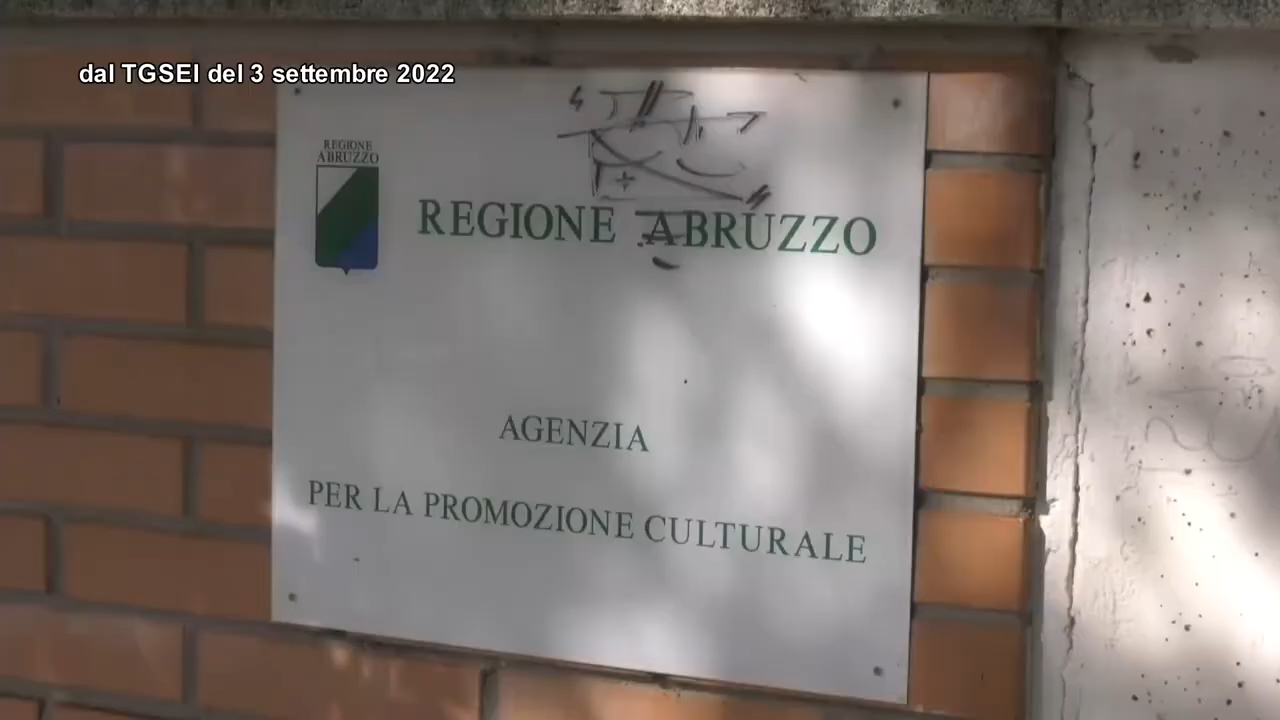 dal TGSEI del 3 settembre 2022
REGIONE
ABRUZZO
REGIONE ABRUZZO
AGENZIA
PER LA PROMOZIONE CULTURALE